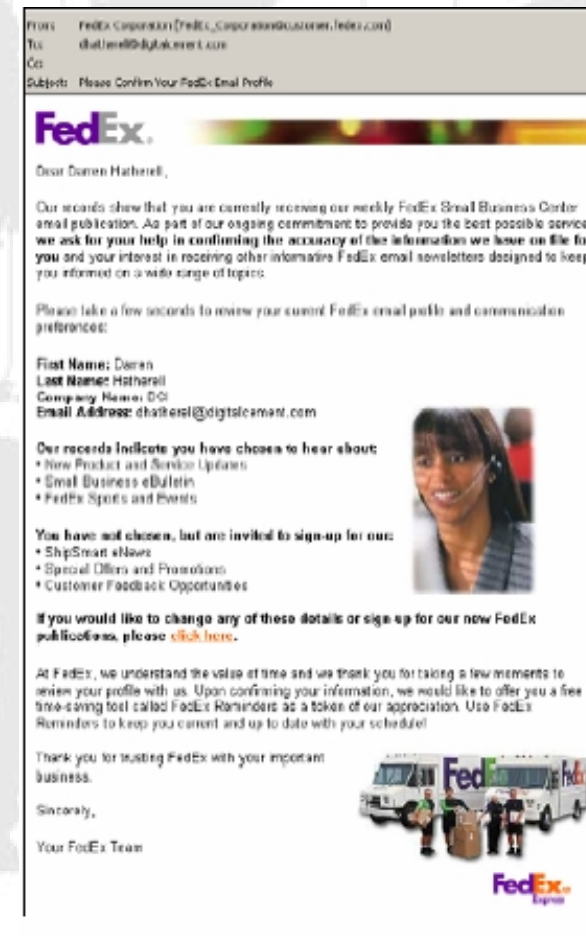 From: FedEx Corporation [FedEx_Corporation@customer.fedex.com]
To: dhatherell@digitalcement.com
Cc:
Subject: Please Confirm Your FedEx Email Profile
FedEx.
Dear Darren Hatherell,
Our records show that you are currently receiving our weekly FedEx Small Business Center
email publication. As part of our ongoing commitment to provide you the best possible service
we ask for your help in confirming the accuracy of the information we have on file fo
you and your interest in receiving other informative FedEx email newsletters designed to keep
you informed on a wide range of topics.
Please take a few seconds to review your current FedEx email profile and communication
preferences:
First Name: Darren
Last Name: Hatherell
Company Name: DCI
Email Address: dhatherell@digitalcement.com
Our records indicate you have chosen to hear about:
• New Product and Service Updates
• Small Business eBulletin
• FedEx Sports and Events
You have not chosen, but are invited to sign-up for our:
• ShipSmart eNews
• Special Offers and Promotions
• Customer Feedback Opportunities
If you would like to change any of these details or sign up for our new FedEx
publications, please click here.
At FedEx, we understand the value of time and we thank you for taking a few moments to
review your profile with us. Upon confirming your information, we would like to offer you a free
time-saving tool called FedEx Reminders as a token of our appreciation. Use FedEx
Reminders to keep you current and up to date with your schedule!
Thank you for trusting FedEx with your important
business.
FedEx
Sincerely,
Your FedEx Team
FedEx
Express